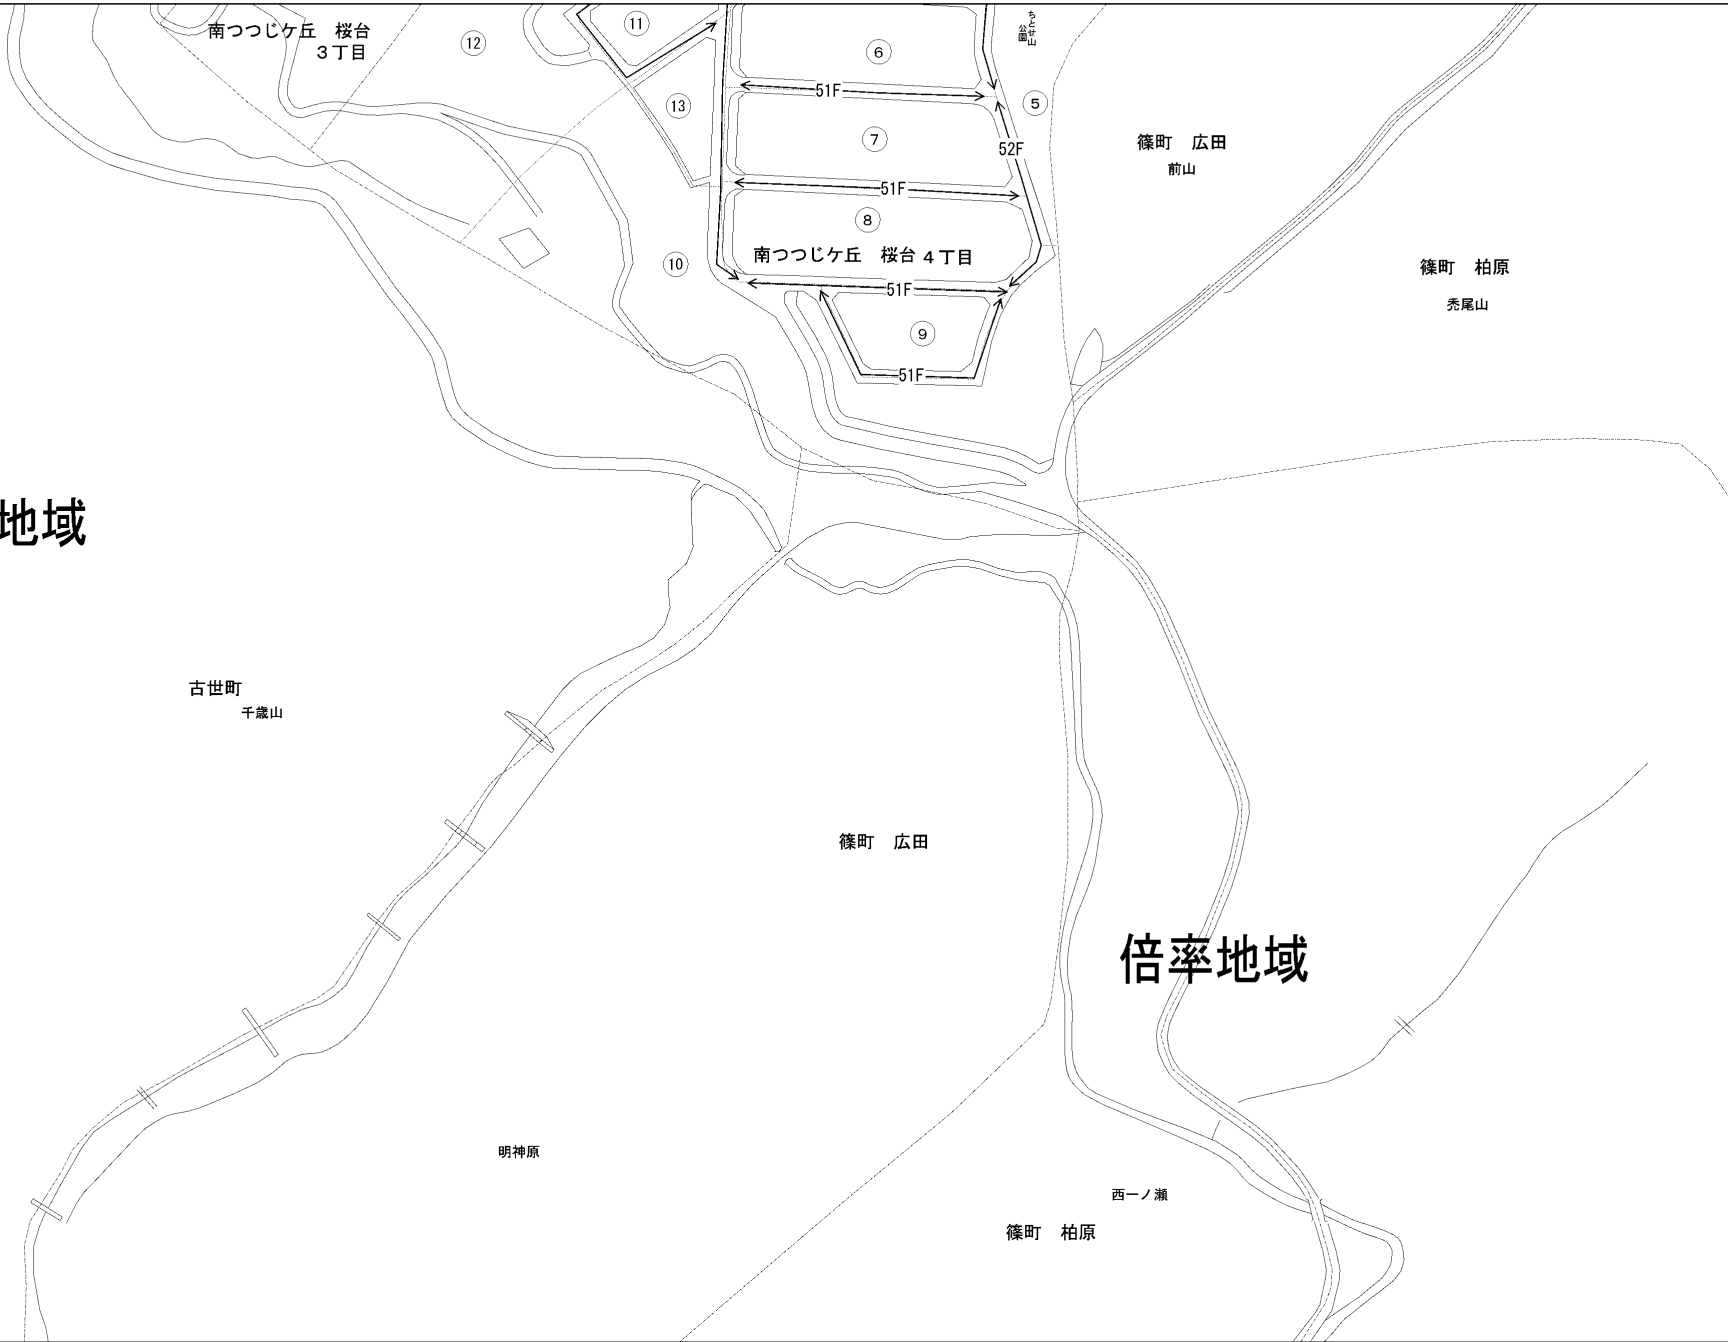 南つつじケ丘　桜台
３丁目
⑪
⑫
⑬
⑥
ちとせ山
公園
⑤
51F
⑦
52F
篠町　広田
前山
51F
⑧
南つつじケ丘　桜台 ４丁目
⑩
51F
⑨
51F
篠町　柏原
禿尾山
地域
古世町
千歳山
篠町　広田
倍率地域
明神原
西一ノ瀬
篠町　柏原